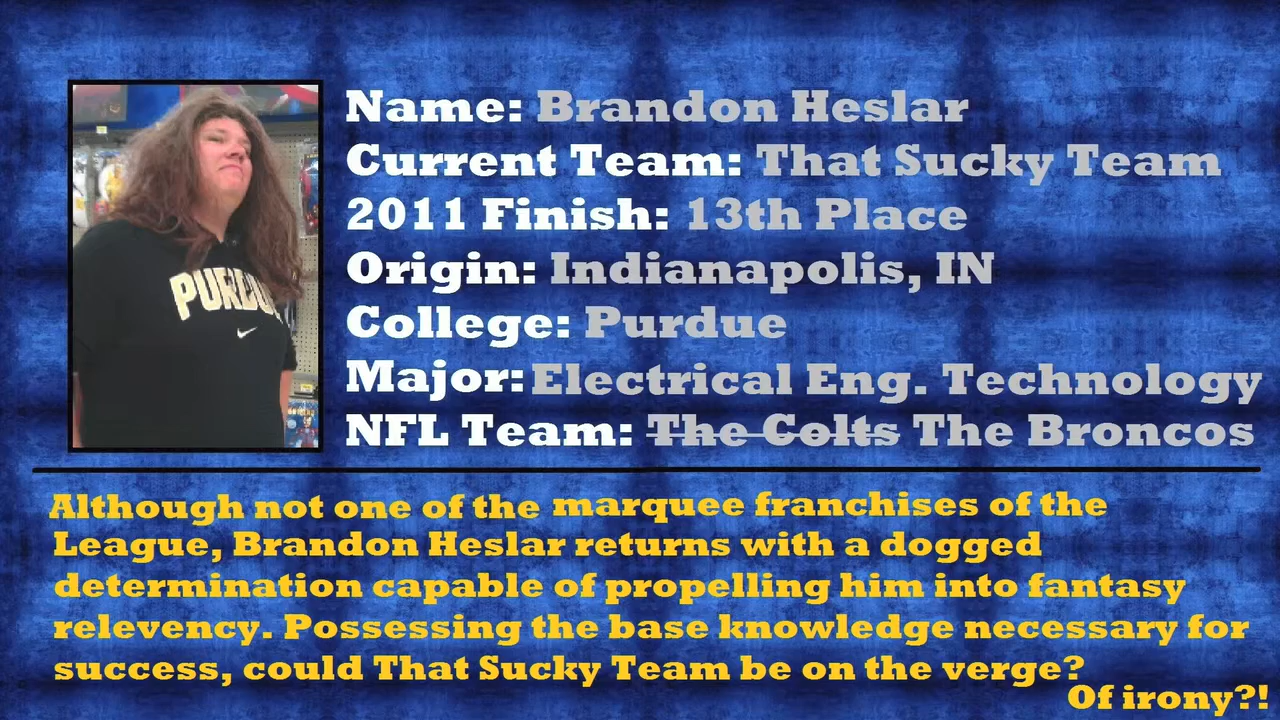 Name: Brandon Heslar
Current Team: That Sucky Team
2011 Finish: 13th Place
Origin: Indianapolis, IN
College: Purdue
Major: Electrical Eng. Technology
NFL Team: The Colts The Broncos
PURDUE
Although not one of the marquee franchises of the
League, Brandon Heslar returns with a dogged
determination capable of propelling him into fantasy
relevency. Possessing the base knowledge necessary for
success, could That Sucky Team be on the verge?
Of irony?!